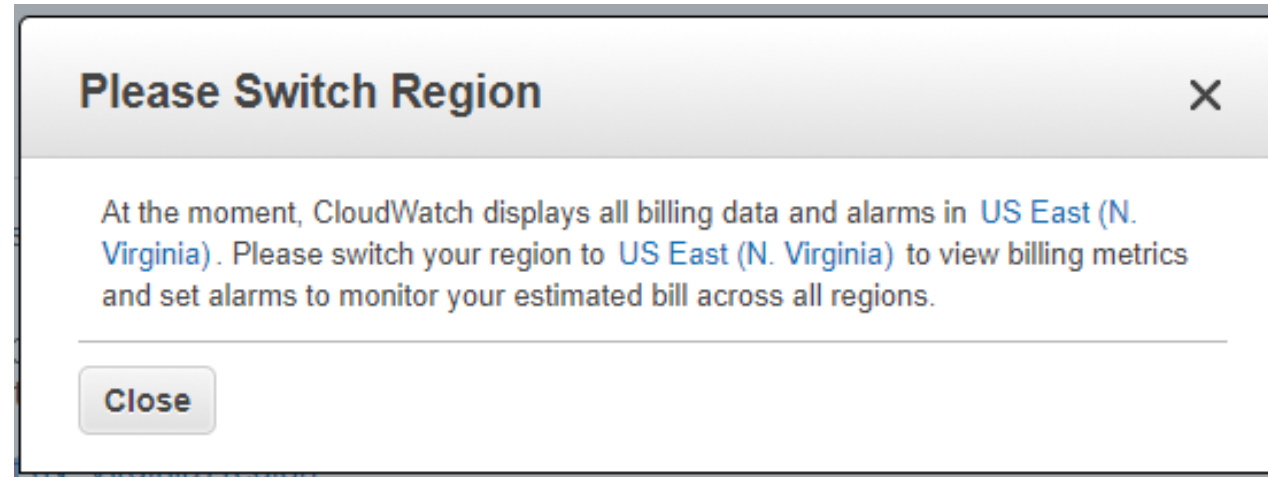 Please Switch Region
At the moment, CloudWatch displays all billing data and alarms in US East (N.
Virginia). Please switch your region to US East (N. Virginia) to view billing metrics
and set alarms to monitor your estimated bill across all regions.
Close